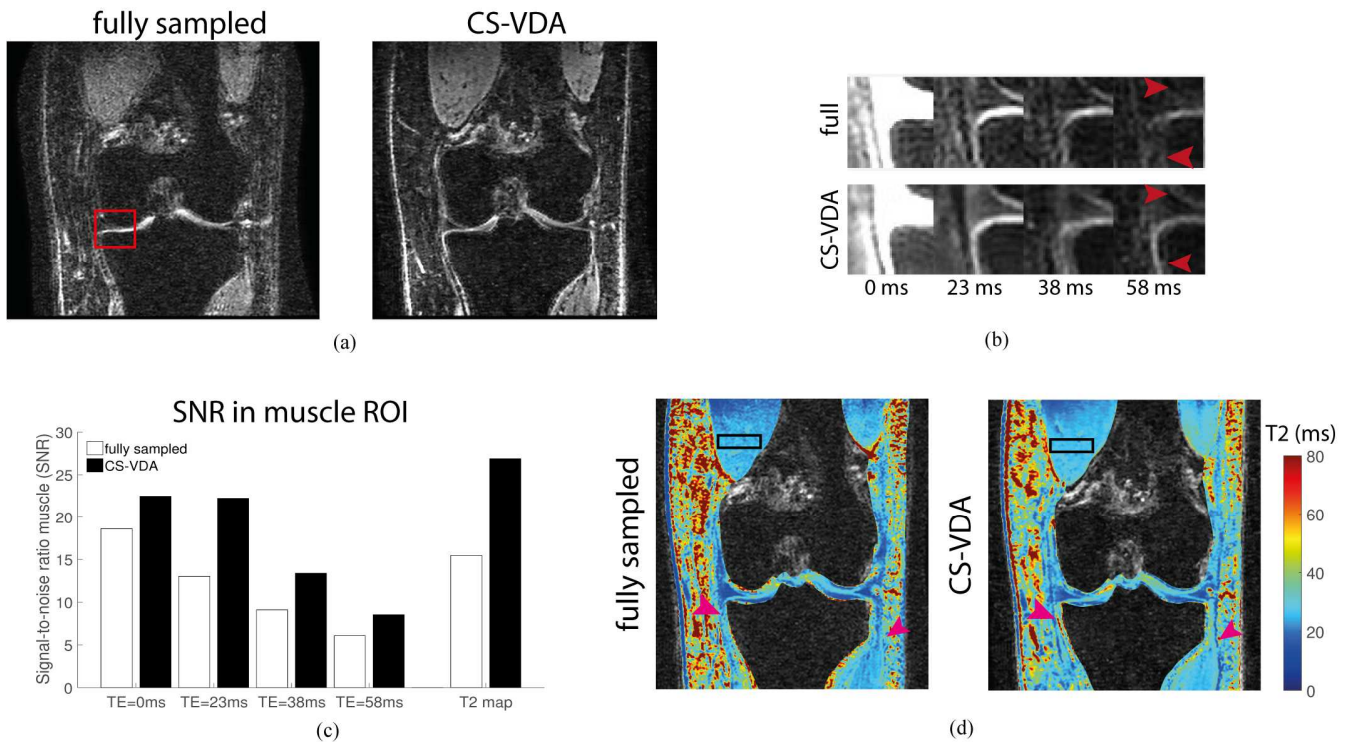 fully sampled
CS-VDA
(a)
full
CS-VDA
0 ms
23 ms
38 ms
58 ms
(b)
SNR in muscle ROI
Signal-to-noise ratio muscle (SNR)
30
25
20
15
10
5
0
fully sampled
CS-VDA
TE=0ms
TE=23ms
TE=38ms
TE=58ms
T2 map
(c)
fully sampled
CS-VDA
T2 (ms)
80
60
40
20
0
(d)